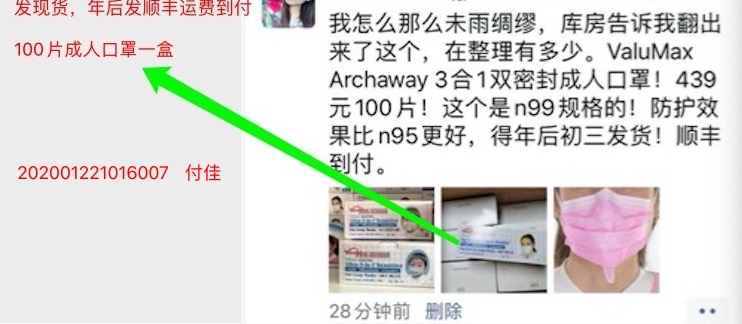 发现货，年后发顺丰运费到付
100片成人口罩一盒
202001221016007 付佳
我怎么那么未雨绸缪，库房告诉我翻出
来了这个，在整理有多少。ValuMax
Archaway 3合1双密封成人口罩！439
元100片！这个是n99规格的！防护效
果比n95更好，得年后初三发货！顺丰
到付。
28分钟前 删除